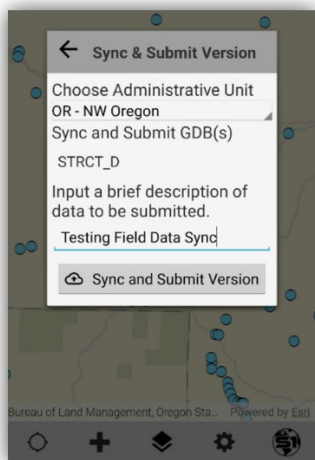 Sync & Submit Version
Choose Administrative Unit
OR - NW Oregon
Sync and Submit GDB(s)
STRCT_D
Input a brief description of
data to be submitted.
Testing Field Data Sync
Sync and Submit Version
Bureau of Land Management, Oregon Sta... Powered by Esri